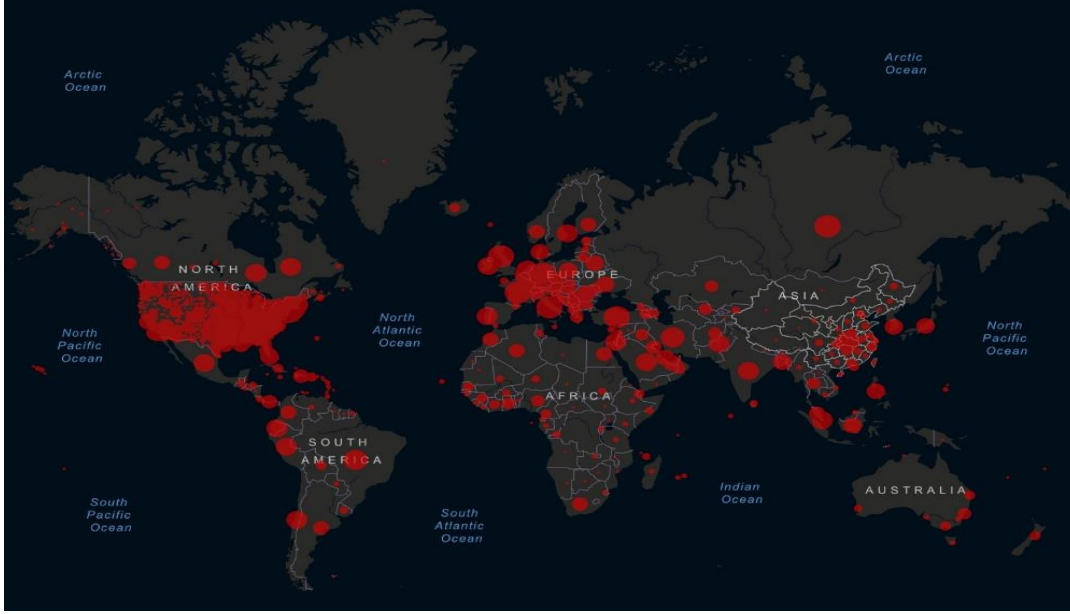 Arctic
Ocean
Arctic
Ocean
NORTH
AMERICA
EUROPE
ASIA
North
Pacific
Ocean
North
Atlantic
Ocean
North
Pacific
Ocean
AFRICA
SOUTH
AMERICA
South
Pacific
Ocean
South
Atlantic
Ocean
Indian
Ocean
AUSTRALIA